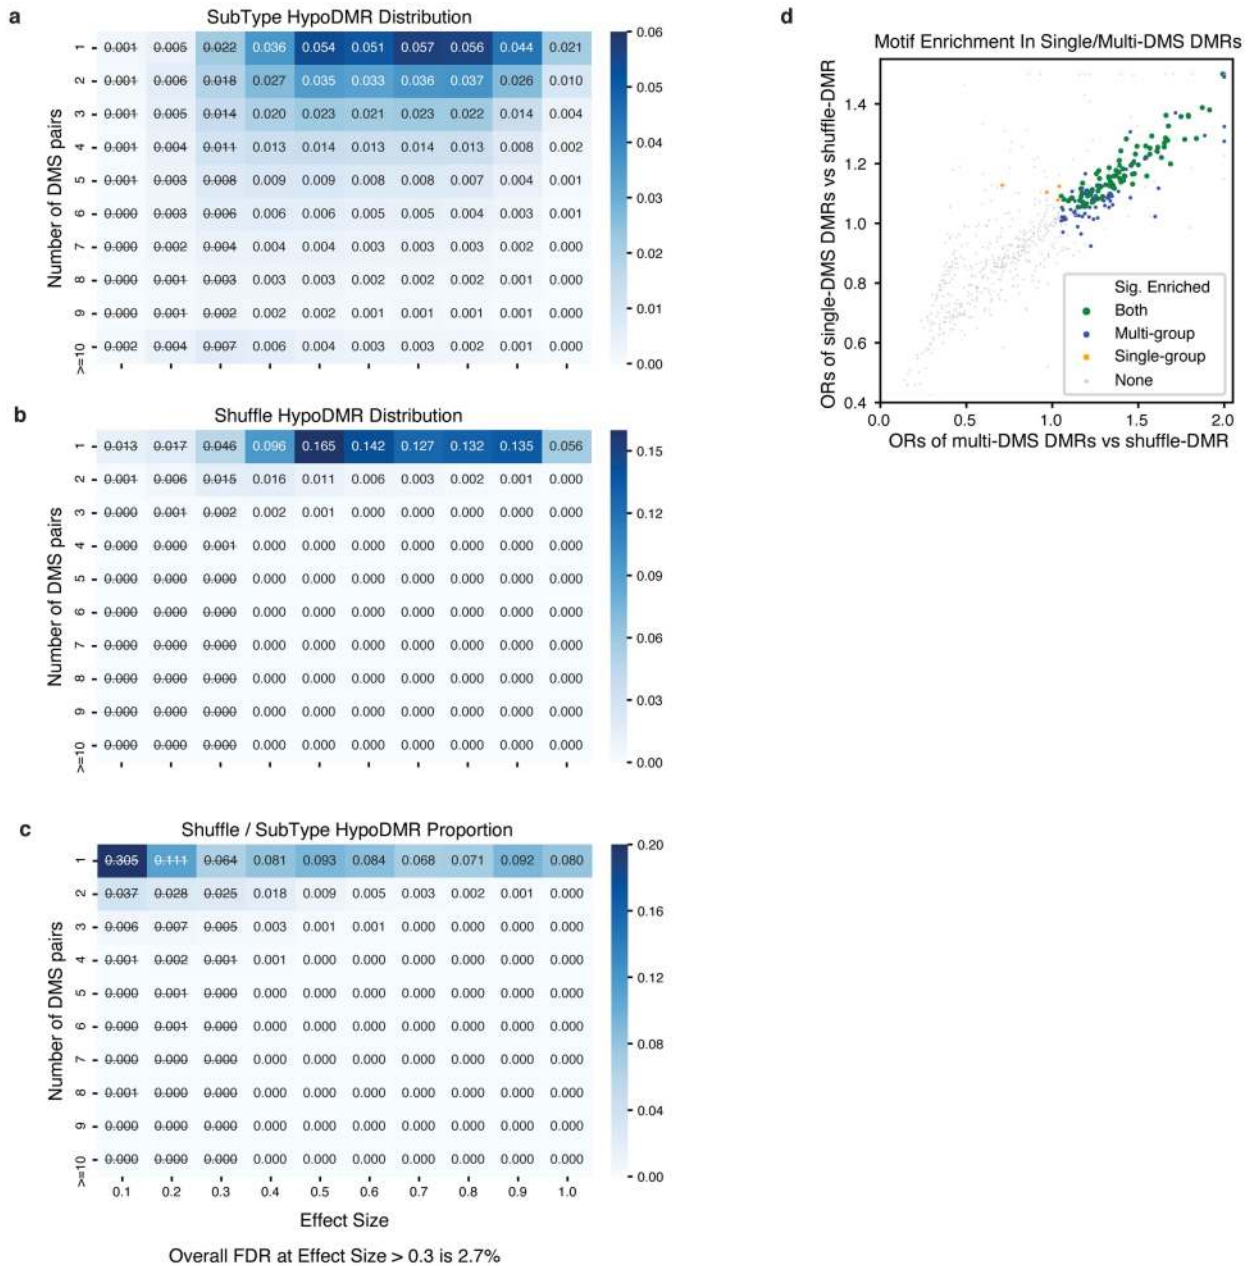 a
SubType HypoDMR Distribution
Number of DMS pairs
1 0.001 0.005 0.022 0.036 0.054 0.051 0.057 0.056 0.044 0.021
2 0.001 0.006 0.018 0.027 0.035 0.033 0.036 0.037 0.026 0.010
3 0.001 0.005 0.014 0.020 0.023 0.021 0.023 0.022 0.014 0.004
4 0.001 0.004 0.011 0.013 0.014 0.013 0.014 0.013 0.008 0.002
5 0.001 0.003 0.008 0.009 0.009 0.008 0.008 0.007 0.004 0.001
6 0.000 0.003 0.006 0.006 0.006 0.005 0.005 0.004 0.003 0.001
7 0.000 0.002 0.004 0.004 0.004 0.003 0.003 0.003 0.002 0.000
8 0.000 0.001 0.003 0.003 0.003 0.002 0.002 0.002 0.001 0.000
9 0.000 0.001 0.002 0.002 0.002 0.001 0.001 0.001 0.001 0.000
>=10 0.002 0.004 0.007 0.006 0.004 0.003 0.003 0.002 0.001 0.000
0.06
0.05
0.04
0.03
0.02
0.01
0.00
b
Shuffle HypoDMR Distribution
Number of DMS pairs
1 0.013 0.017 0.046 0.096 0.165 0.142 0.127 0.132 0.135 0.056
2 0.001 0.006 0.015 0.016 0.011 0.006 0.003 0.002 0.001 0.000
3 0.000 0.001 0.002 0.002 0.001 0.000 0.000 0.000 0.000 0.000
4 0.000 0.000 0.001 0.000 0.000 0.000 0.000 0.000 0.000 0.000
5 0.000 0.000 0.000 0.000 0.000 0.000 0.000 0.000 0.000 0.000
6 0.000 0.000 0.000 0.000 0.000 0.000 0.000 0.000 0.000 0.000
7 0.000 0.000 0.000 0.000 0.000 0.000 0.000 0.000 0.000 0.000
8 0.000 0.000 0.000 0.000 0.000 0.000 0.000 0.000 0.000 0.000
9 0.000 0.000 0.000 0.000 0.000 0.000 0.000 0.000 0.000 0.000
>=10 0.000 0.000 0.000 0.000 0.000 0.000 0.000 0.000 0.000 0.000
0.15
0.12
0.09
0.06
0.03
0.00
c
Shuffle / SubType HypoDMR Proportion
Number of DMS pairs
1 0.305 0.111 0.064 0.081 0.093 0.084 0.068 0.071 0.092 0.080
2 0.037 0.028 0.025 0.018 0.009 0.005 0.003 0.002 0.001 0.000
3 0.006 0.007 0.005 0.003 0.001 0.001 0.000 0.000 0.000 0.000
4 0.001 0.002 0.001 0.001 0.000 0.000 0.000 0.000 0.000 0.000
5 0.000 0.001 0.000 0.000 0.000 0.000 0.000 0.000 0.000 0.000
6 0.000 0.001 0.000 0.000 0.000 0.000 0.000 0.000 0.000 0.000
7 0.000 0.000 0.000 0.000 0.000 0.000 0.000 0.000 0.000 0.000
8 0.001 0.000 0.000 0.000 0.000 0.000 0.000 0.000 0.000 0.000
9 0.000 0.000 0.000 0.000 0.000 0.000 0.000 0.000 0.000 0.000
>=10 0.000 0.000 0.000 0.000 0.000 0.000 0.000 0.000 0.000 0.000
0.1 0.2 0.3 0.4 0.5 0.6 0.7 0.8 0.9 1.0
Effect Size
0.20
0.16
0.12
0.08
0.04
0.00
Overall FDR at Effect Size > 0.3 is 2.7%
d
Motif Enrichment In Single/Multi-DMS DMRs
ORs of single-DMS DMRs vs shuffle-DMR
1.4
1.2
1.0
0.8
0.6
0.4
Sig. Enriched
Both
Multi-group
Single-group
None
0.0 0.5 1.0 1.5 2.0
ORs of multi-DMS DMRs vs shuffle-DMR